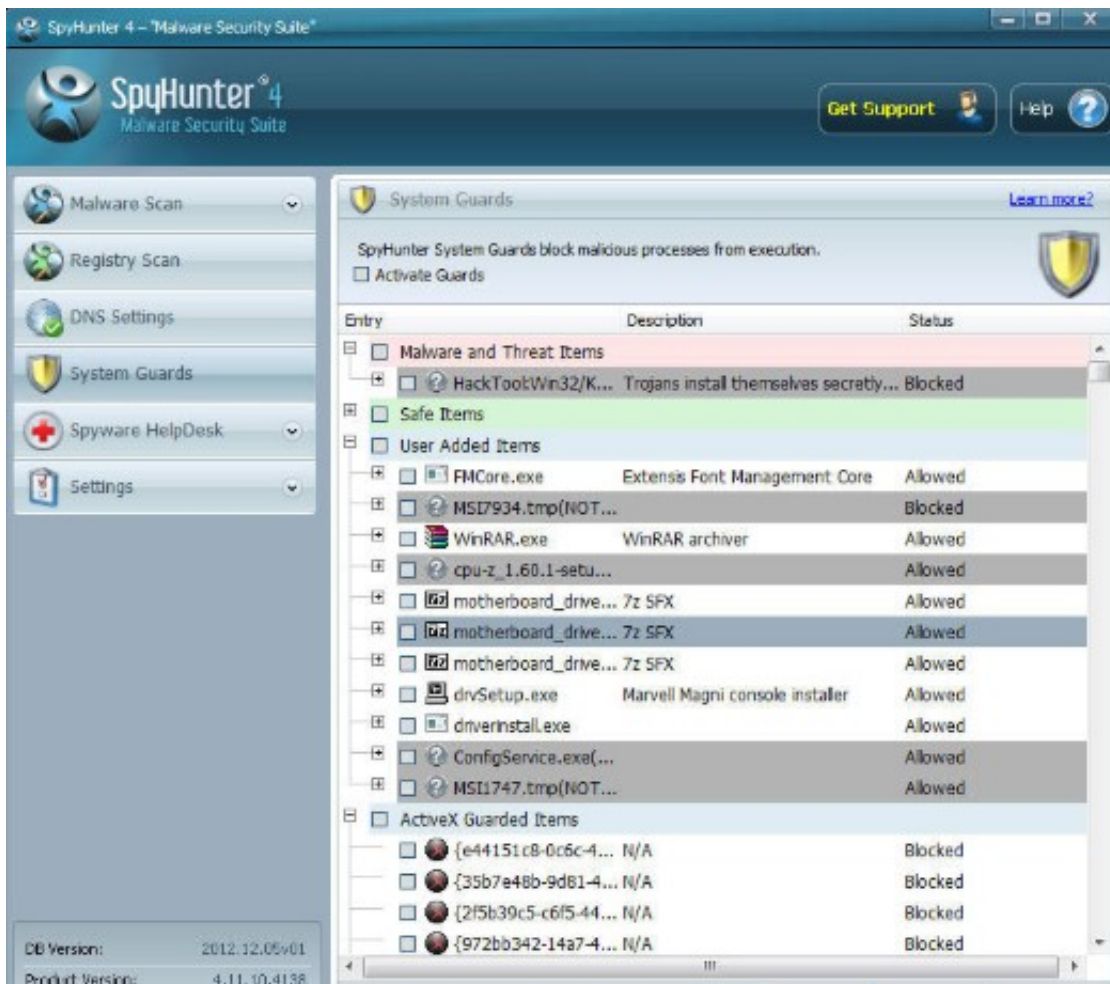 SpyHunter 4 – "Malware Security Suite"
SpyHunter® 4
Malware Security Suite
Get Support
Help
Malware Scan
Registry Scan
DNS Settings
System Guards
Spyware HelpDesk
Settings
DB Version: 2012.12.05v01
Product Version: 4.11.10.4138
System Guards
Learn more?
SpyHunter System Guards block malicious processes from execution.
Activate Guards
Entry Description Status
Malware and Threat Items
HackTool:Win32/K... Trojans install themselves secretly... Blocked
Safe Items
User Added Items
FMCore.exe Extensis Font Management Core Allowed
MSI7934.tmp(NOT... Blocked
WinRAR.exe WinRAR archiver Allowed
cpu-z_1.60.1-setu... Allowed
motherboard_drive... 7z SFX Allowed
motherboard_drive... 7z SFX Allowed
motherboard_drive... 7z SFX Allowed
drvSetup.exe Marvell Magni console installer Allowed
driverinstall.exe Allowed
ConfigService.exe(... Allowed
MSI1747.tmp(NOT... Allowed
ActiveX Guarded Items
{e44151c8-0c6c-4... N/A Blocked
{35b7e48b-9d81-4... N/A Blocked
{2f5b39c5-c6f5-44... N/A Blocked
{972bb342-14a7-4... N/A Blocked